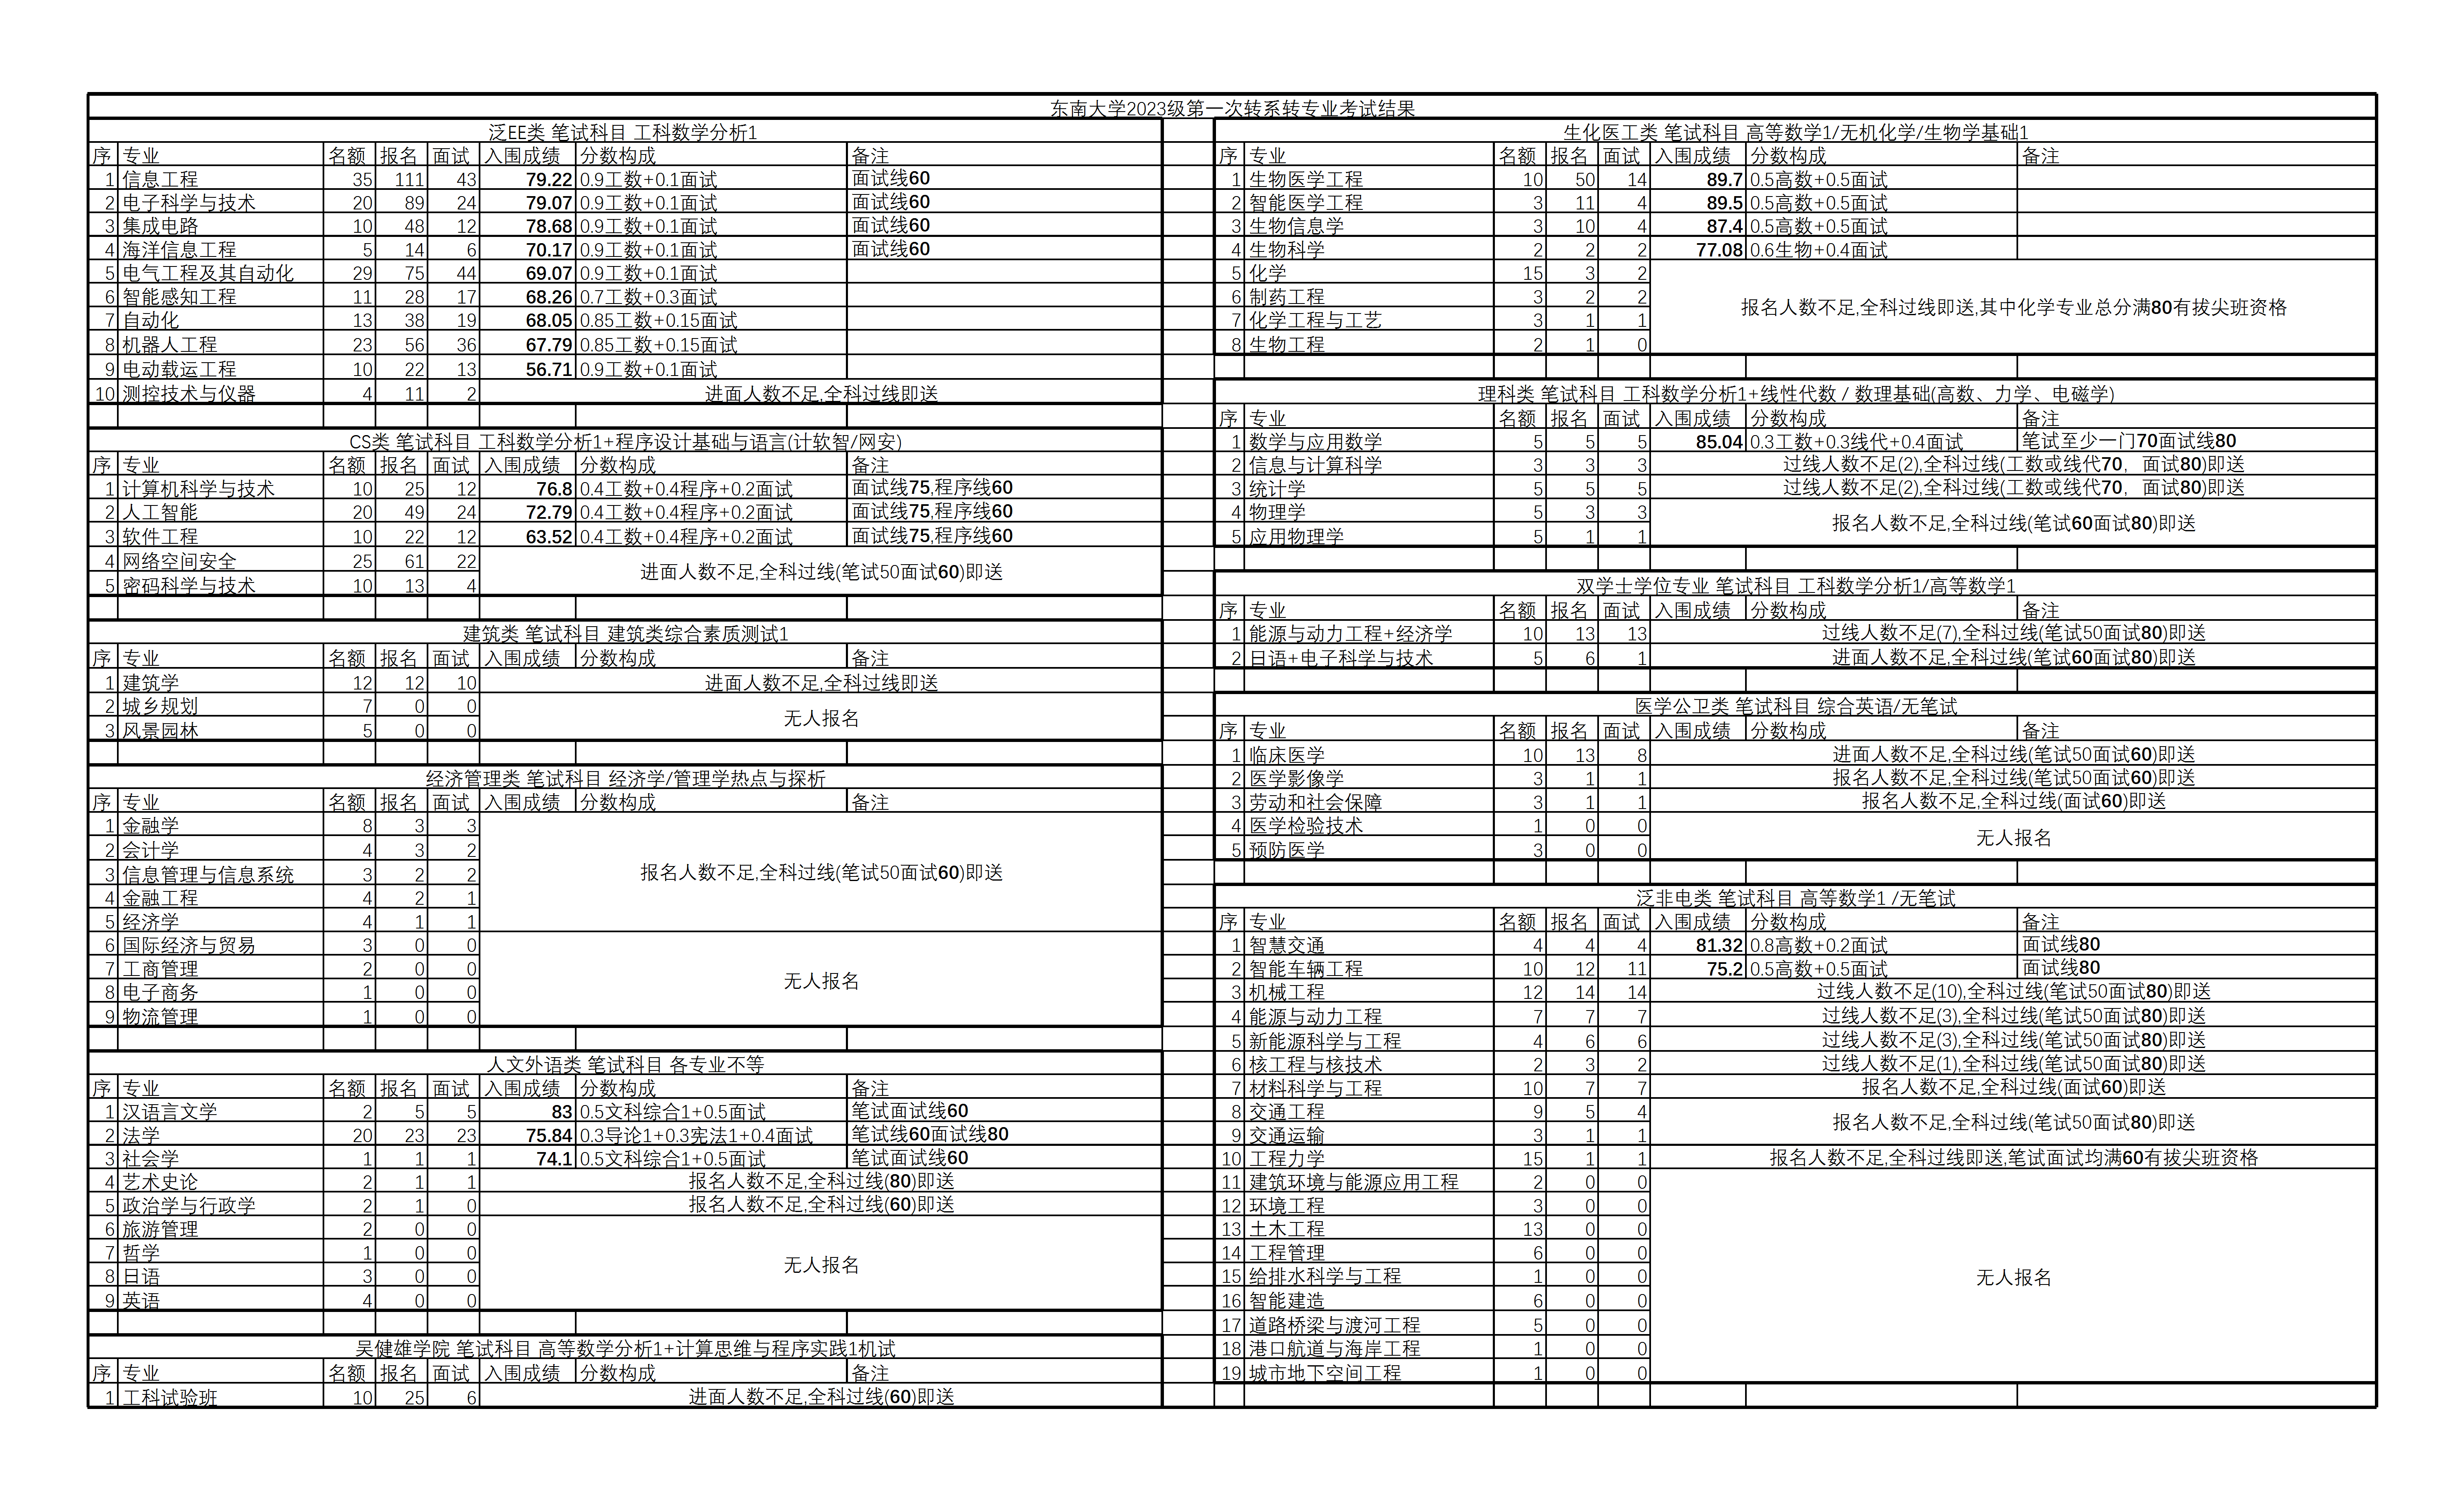 东南大学2023级第一次转系转专业考试结果
泛EE类 笔试科目 工科数学分析1
序 专业 名额 报名 面试 入围成绩 分数构成 备注
1 信息工程 35 111 43 79.22 0.9工数+0.1面试 面试线60
2 电子科学与技术 20 89 24 79.07 0.9工数+0.1面试 面试线60
3 集成电路 10 48 12 78.68 0.9工数+0.1面试 面试线60
4 海洋信息工程 5 14 6 70.17 0.9工数+0.1面试 面试线60
5 电气工程及其自动化 29 75 44 69.07 0.9工数+0.1面试
6 智能感知工程 11 28 17 68.26 0.7工数+0.3面试
7 自动化 13 38 19 68.05 0.85工数+0.15面试
8 机器人工程 23 56 36 67.79 0.85工数+0.15面试
9 电动载运工程 10 22 13 56.71 0.9工数+0.1面试
10 测控技术与仪器 4 11 2 进面人数不足,全科过线即送
CS类 笔试科目 工科数学分析1+程序设计基础与语言(计软智/网安)
序 专业 名额 报名 面试 入围成绩 分数构成 备注
1 计算机科学与技术 10 25 12 76.8 0.4工数+0.4程序+0.2面试 面试线75,程序线60
2 人工智能 20 49 24 72.79 0.4工数+0.4程序+0.2面试 面试线75,程序线60
3 软件工程 10 22 12 63.52 0.4工数+0.4程序+0.2面试 面试线75,程序线60
4 网络空间安全 25 61 22
进面人数不足,全科过线(笔试50面试60)即送
5 密码科学与技术 10 13 4
建筑类 笔试科目 建筑类综合素质测试1
序 专业 名额 报名 面试 入围成绩 分数构成 备注
1 建筑学 12 12 10 进面人数不足,全科过线即送
2 城乡规划 7 0 0
无人报名
3 风景园林 5 0 0
经济管理类 笔试科目 经济学/管理学热点与探析
序 专业 名额 报名 面试 入围成绩 分数构成 备注
1 金融学 8 3 3
2 会计学 4 3 2
报名人数不足,全科过线(笔试50面试60)即送
3 信息管理与信息系统 3 2 2
4 金融工程 4 2 1
5 经济学 4 1 1
6 国际经济与贸易 3 0 0
7 工商管理 2 0 0
无人报名
8 电子商务 1 0 0
9 物流管理 1 0 0
人文外语类 笔试科目 各专业不等
序 专业 名额 报名 面试 入围成绩 分数构成 备注
1 汉语言文学 2 5 5 83 0.5文科综合1+0.5面试 笔试面试线60
2 法学 20 23 23 75.84 0.3导论1+0.3宪法1+0.4面试 笔试线60面试线80
3 社会学 1 1 1 74.1 0.5文科综合1+0.5面试 笔试面试线60
4 艺术史论 2 1 1 报名人数不足,全科过线(80)即送
5 政治学与行政学 2 1 0 报名人数不足,全科过线(60)即送
6 旅游管理 2 0 0
7 哲学 1 0 0
无人报名
8 日语 3 0 0
9 英语 4 0 0
吴健雄学院 笔试科目 高等数学分析1+计算思维与程序实践1机试
序 专业 名额 报名 面试 入围成绩 分数构成 备注
1 工科试验班 10 25 6 进面人数不足,全科过线(60)即送
生化医工类 笔试科目 高等数学1/无机化学/生物学基础1
序 专业 名额 报名 面试 入围成绩 分数构成 备注
1 生物医学工程 10 50 14 89.7 0.5高数+0.5面试
2 智能医学工程 3 11 4 89.5 0.5高数+0.5面试
3 生物信息学 3 10 4 87.4 0.5高数+0.5面试
4 生物科学 2 2 2 77.08 0.6生物+0.4面试
5 化学 15 3 2
6 制药工程 3 2 2
报名人数不足,全科过线即送,其中化学专业总分满80有拔尖班资格
7 化学工程与工艺 3 1 1
8 生物工程 2 1 0
理科类 笔试科目 工科数学分析1+线性代数 / 数理基础(高数、力学、电磁学)
序 专业 名额 报名 面试 入围成绩 分数构成 备注
1 数学与应用数学 5 5 5 85.04 0.3工数+0.3线代+0.4面试 笔试至少一门70面试线80
2 信息与计算科学 3 3 3 过线人数不足(2),全科过线(工数或线代70，面试80)即送
3 统计学 5 5 5 过线人数不足(2),全科过线(工数或线代70，面试80)即送
4 物理学 5 3 3
报名人数不足,全科过线(笔试60面试80)即送
5 应用物理学 5 1 1
双学士学位专业 笔试科目 工科数学分析1/高等数学1
序 专业 名额 报名 面试 入围成绩 分数构成 备注
1 能源与动力工程+经济学 10 13 13 过线人数不足(7),全科过线(笔试50面试80)即送
2 日语+电子科学与技术 5 6 1 进面人数不足,全科过线(笔试60面试80)即送
医学公卫类 笔试科目 综合英语/无笔试
序 专业 名额 报名 面试 入围成绩 分数构成 备注
1 临床医学 10 13 8 进面人数不足,全科过线(笔试50面试60)即送
2 医学影像学 3 1 1 报名人数不足,全科过线(笔试50面试60)即送
3 劳动和社会保障 3 1 1 报名人数不足,全科过线(面试60)即送
4 医学检验技术 1 0 0
无人报名
5 预防医学 3 0 0
泛非电类 笔试科目 高等数学1 /无笔试
序 专业 名额 报名 面试 入围成绩 分数构成 备注
1 智慧交通 4 4 4 81.32 0.8高数+0.2面试 面试线80
2 智能车辆工程 10 12 11 75.2 0.5高数+0.5面试 面试线80
3 机械工程 12 14 14 过线人数不足(10),全科过线(笔试50面试80)即送
4 能源与动力工程 7 7 7 过线人数不足(3),全科过线(笔试50面试80)即送
5 新能源科学与工程 4 6 6 过线人数不足(3),全科过线(笔试50面试80)即送
6 核工程与核技术 2 3 2 过线人数不足(1),全科过线(笔试50面试80)即送
7 材料科学与工程 10 7 7 报名人数不足,全科过线(面试60)即送
8 交通工程 9 5 4
报名人数不足,全科过线(笔试50面试80)即送
9 交通运输 3 1 1
10 工程力学 15 1 1 报名人数不足,全科过线即送,笔试面试均满60有拔尖班资格
11 建筑环境与能源应用工程 2 0 0
12 环境工程 3 0 0
13 土木工程 13 0 0
14 工程管理 6 0 0
15 给排水科学与工程 1 0 0
无人报名
16 智能建造 6 0 0
17 道路桥梁与渡河工程 5 0 0
18 港口航道与海岸工程 1 0 0
19 城市地下空间工程 1 0 0